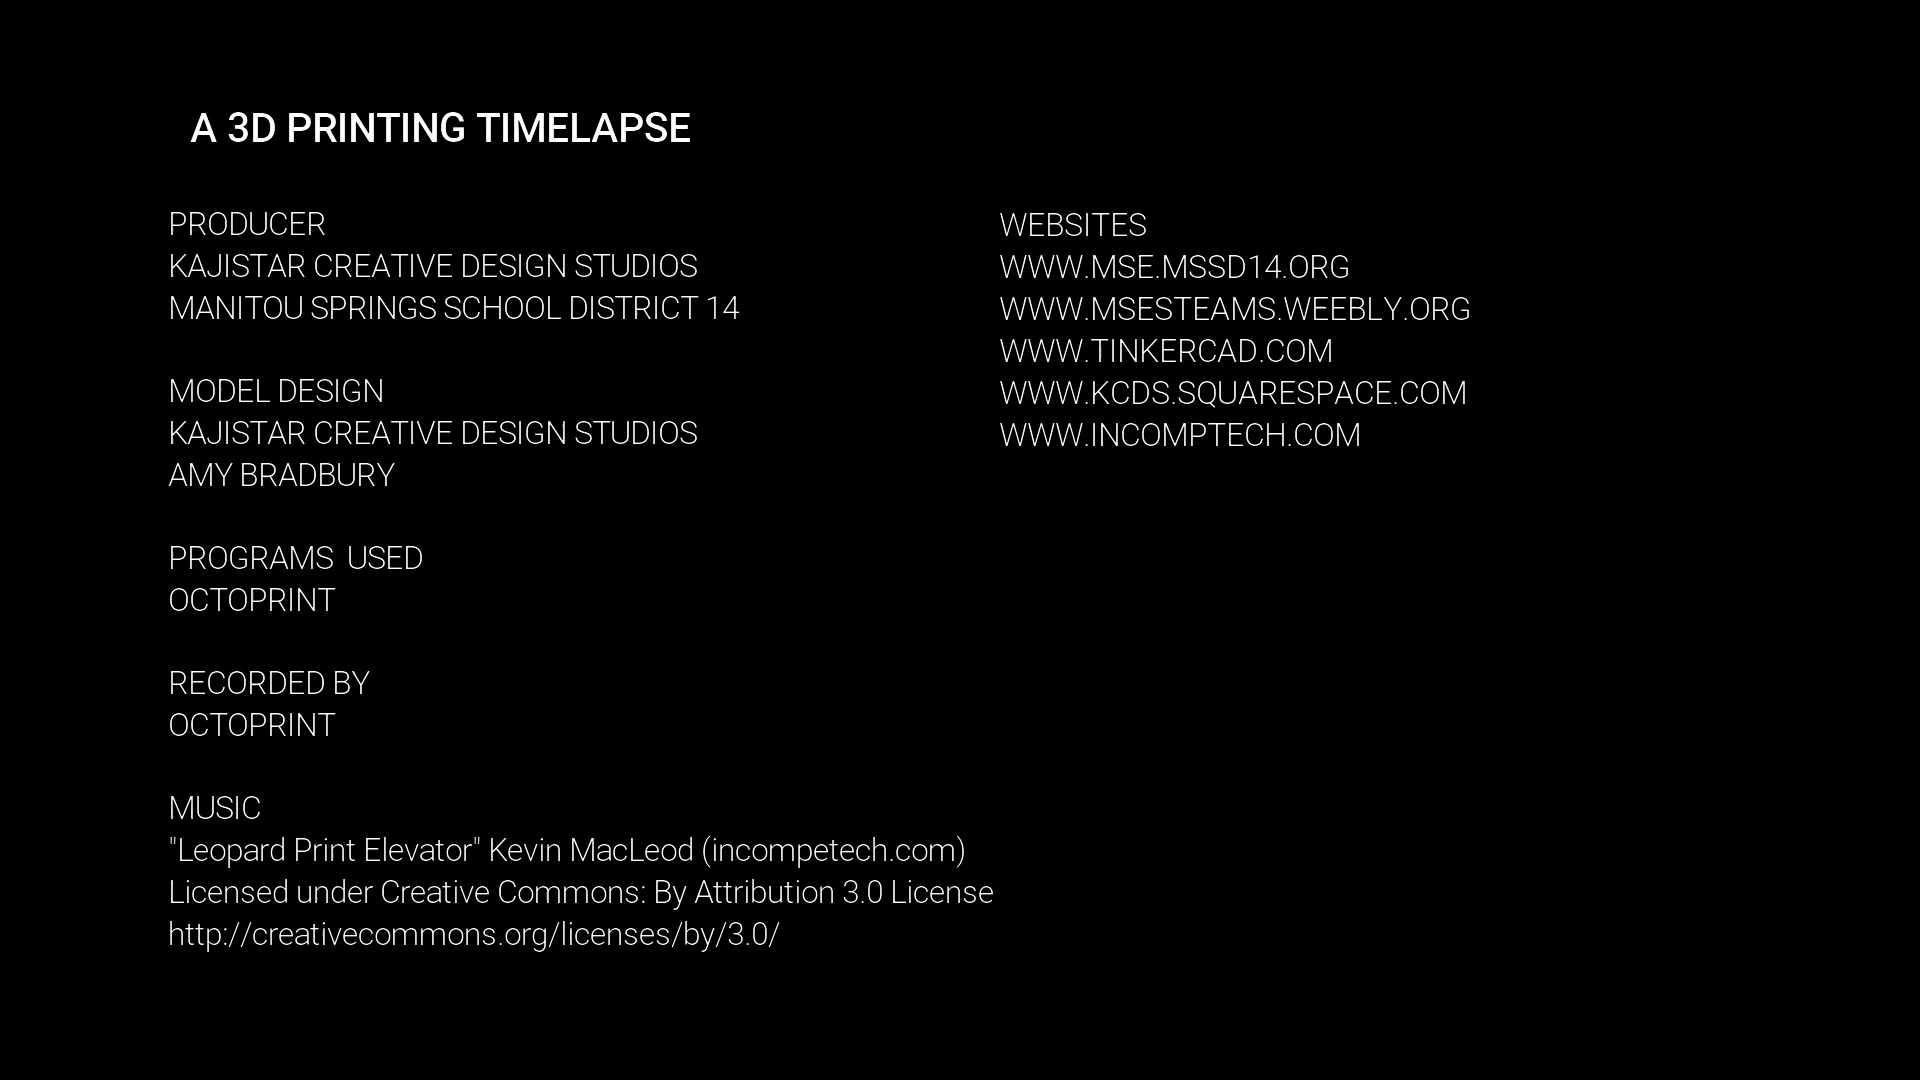 A 3D PRINTING TIMELAPSE
PRODUCER
KAJISTAR CREATIVE DESIGN STUDIOS
MANITOU SPRINGS SCHOOL DISTRICT 14
MODEL DESIGN
KAJISTAR CREATIVE DESIGN STUDIOS
AMY BRADBURY
PROGRAMS  USED
OCTOPRINT
RECORDED BY
OCTOPRINT
MUSIC
"Leopard Print Elevator" Kevin MacLeod (incompetech.com)
Licensed under Creative Commons: By Attribution 3.0 License
http://creativecommons.org/licenses/by/3.0/
WEBSITES
WWW.MSE.MSSD14.ORG
WWW.MSESTEAMS.WEEBLY.ORG
WWW.TINKERCAD.COM
WWW.KCDS.SQUARESPACE.COM
WWW.INCOMPTECH.COM